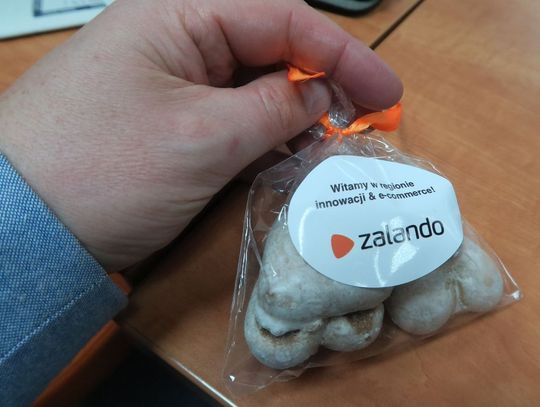 Witamy w regionie
innowacji & e-commerce!
zalando